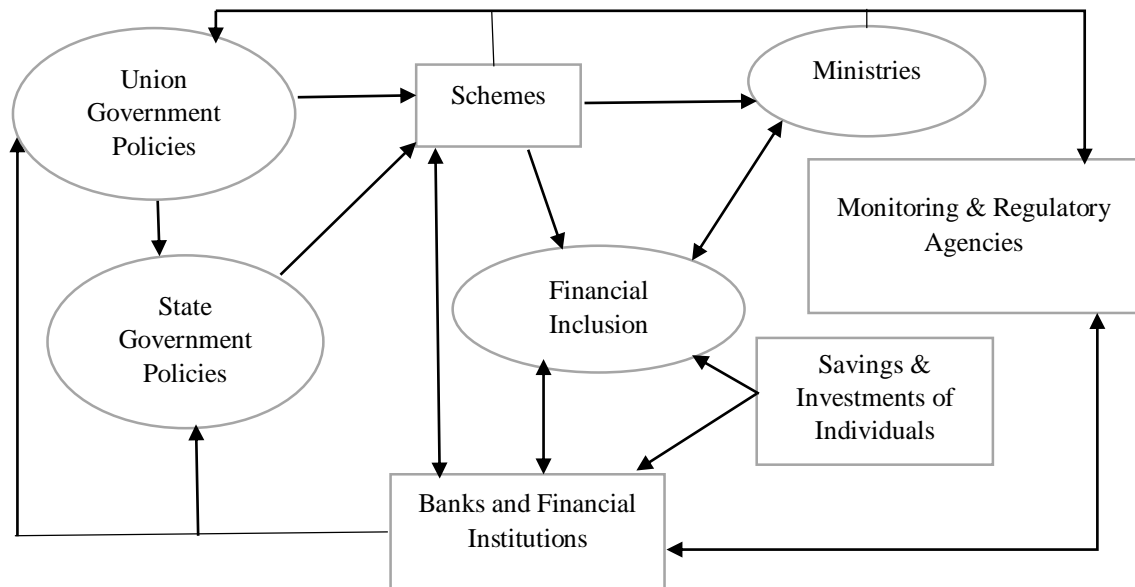 Union
Government
Policies
Schemes
Ministries
Monitoring & Regulatory
Agencies
State
Government
Policies
Financial
Inclusion
Savings &
Investments of
Individuals
Banks and Financial
Institutions